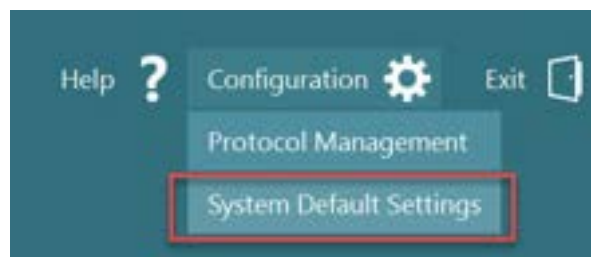 Help ? Configuration Exit
Protocol Management
System Default Settings